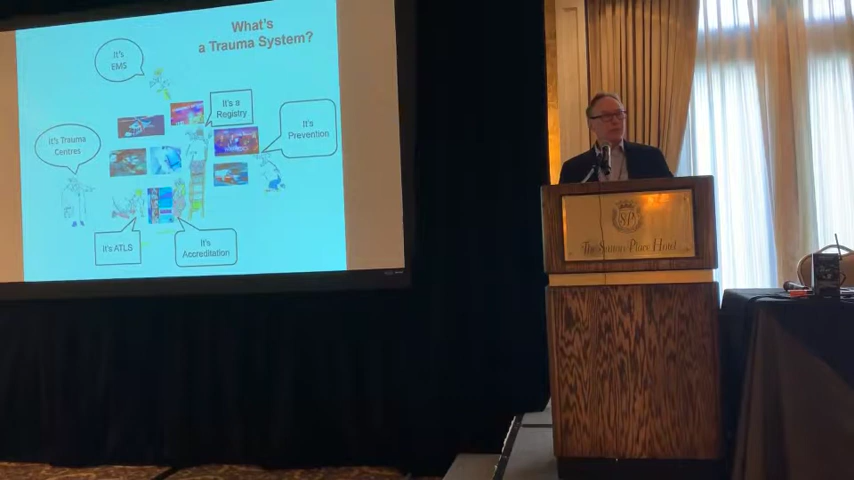 What's
a Trauma System?
It's
EMS
It's a
Registry
It's
Prevention
It's Trauma
Centres
It's ATLS
It's
Accreditation
SP
The Sutton Place Hotel